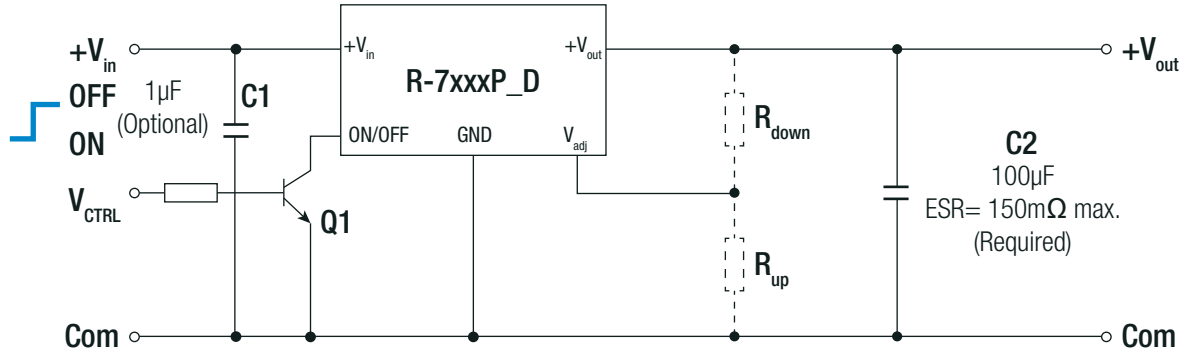 +Vin
OFF
ON
1µF
(Optional)
C1
+Vin
+Vout
R-7xxxP_D
ON/OFF
GND
Vadj
VCTRL
Q1
Rdown
Rup
+Vout
C2
100µF
ESR= 150mΩ max.
(Required)
Com
Com